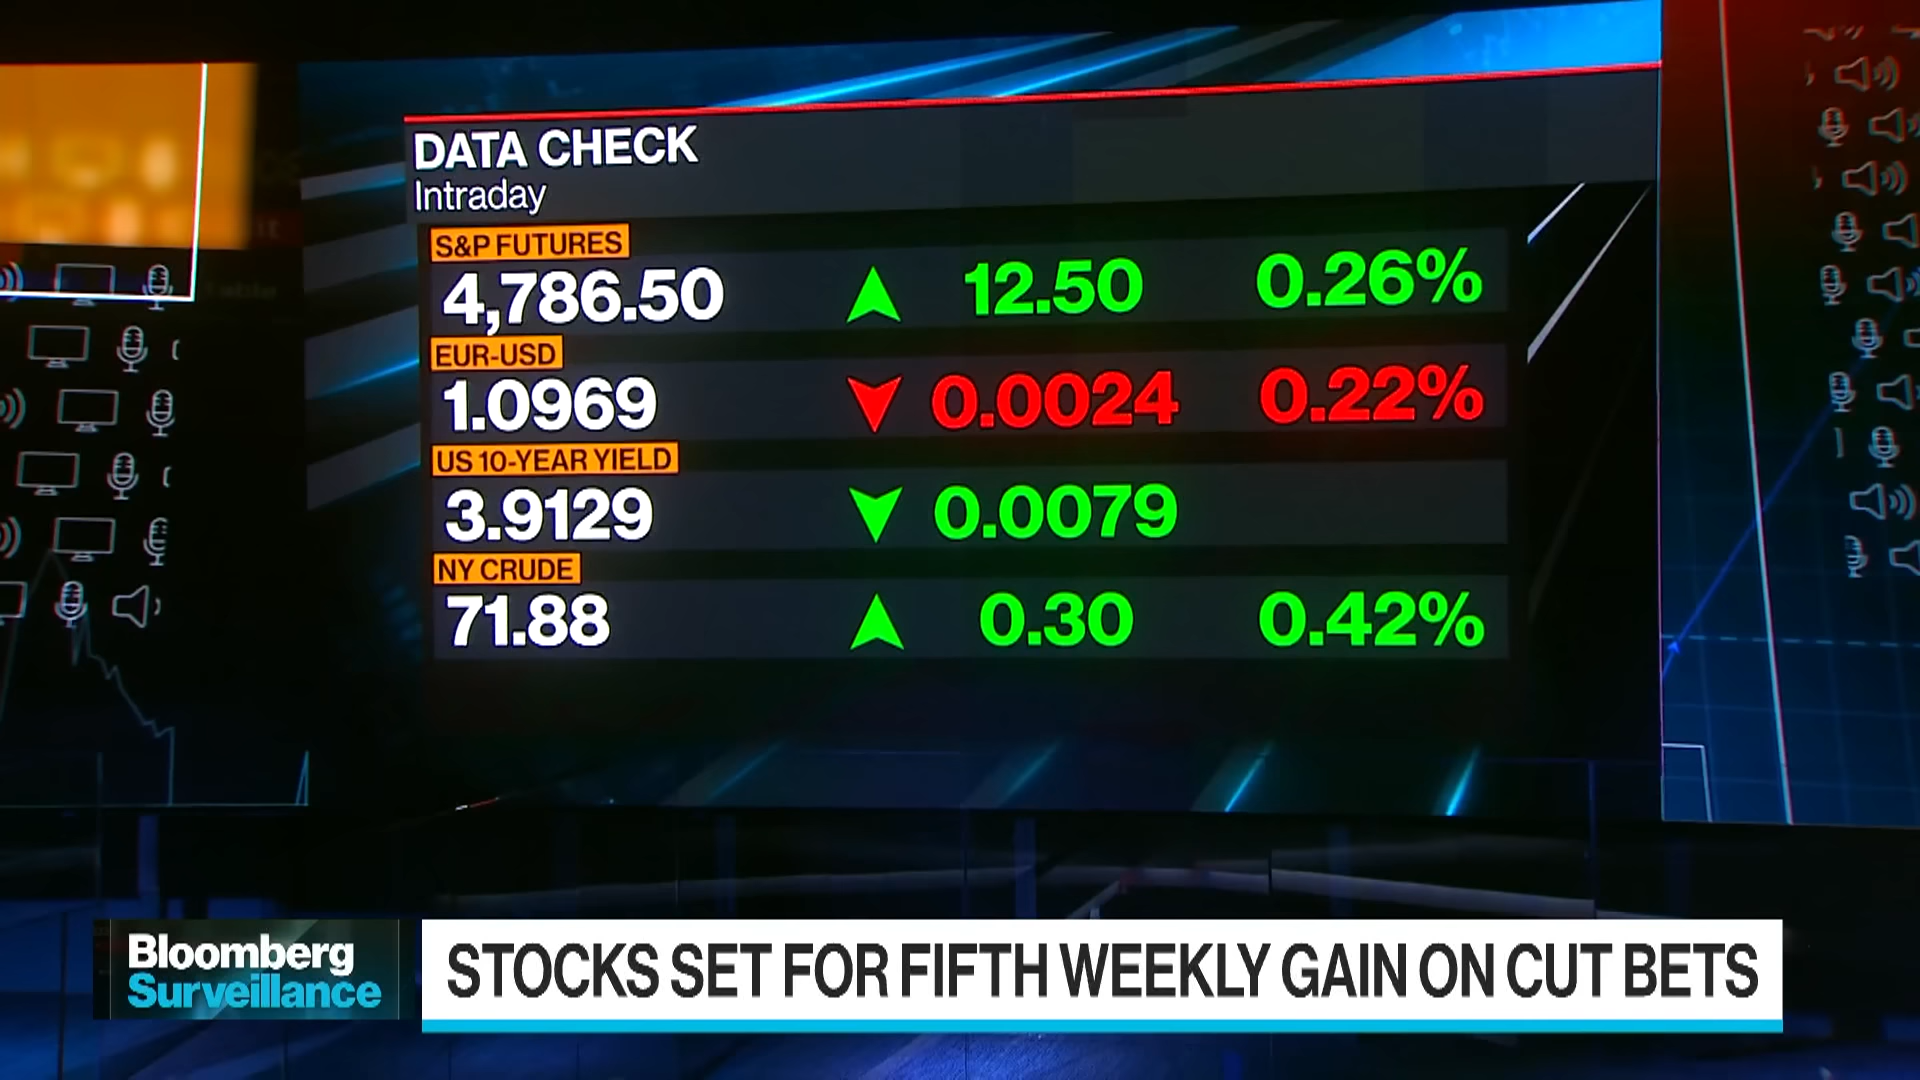 DATA CHECK
Intraday
S&P FUTURES
4,786.50 ▲ 12.50 0.26%
EUR-USD
1.0969 ▼ 0.0024 0.22%
US 10-YEAR YIELD
3.9129 ▼ 0.0079
NY CRUDE
71.88 ▲ 0.30 0.42%
Bloomberg
Surveillance
STOCKS SET FOR FIFTH WEEKLY GAIN ON CUT BETS